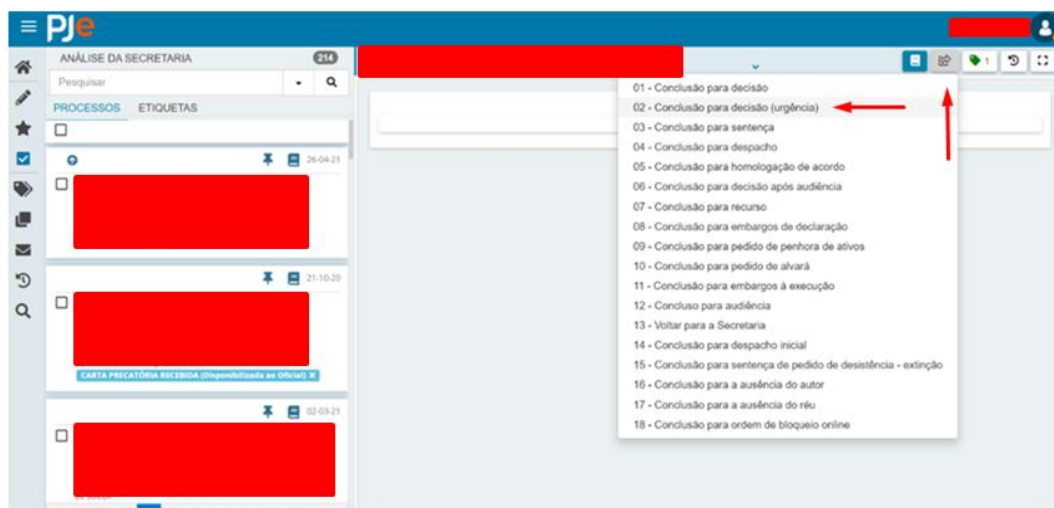 PJe
ANÁLISE DA SECRETARIA 214
Pesquisar
PROCESSOS ETIQUETAS
26-04-21
21-10-20
CARTA PRECATÓRIA RECEBIDA (Disponibilizada ao Oficial) X
02-03-21
1
01 - Conclusão para decisão
02 - Conclusão para decisão (urgência)
03 - Conclusão para sentença
04 - Conclusão para despacho
05 - Conclusão para homologação de acordo
06 - Conclusão para decisão após audiência
07 - Conclusão para recurso
08 - Conclusão para embargos de declaração
09 - Conclusão para pedido de penhora de ativos
10 - Conclusão para pedido de alvará
11 - Conclusão para embargos à execução
12 - Concluso para audiência
13 - Voltar para a Secretaria
14 - Conclusão para despacho inicial
15 - Conclusão para sentença de pedido de desistência - extinção
16 - Conclusão para a ausência do autor
17 - Conclusão para a ausência do réu
18 - Conclusão para ordem de bloqueio online